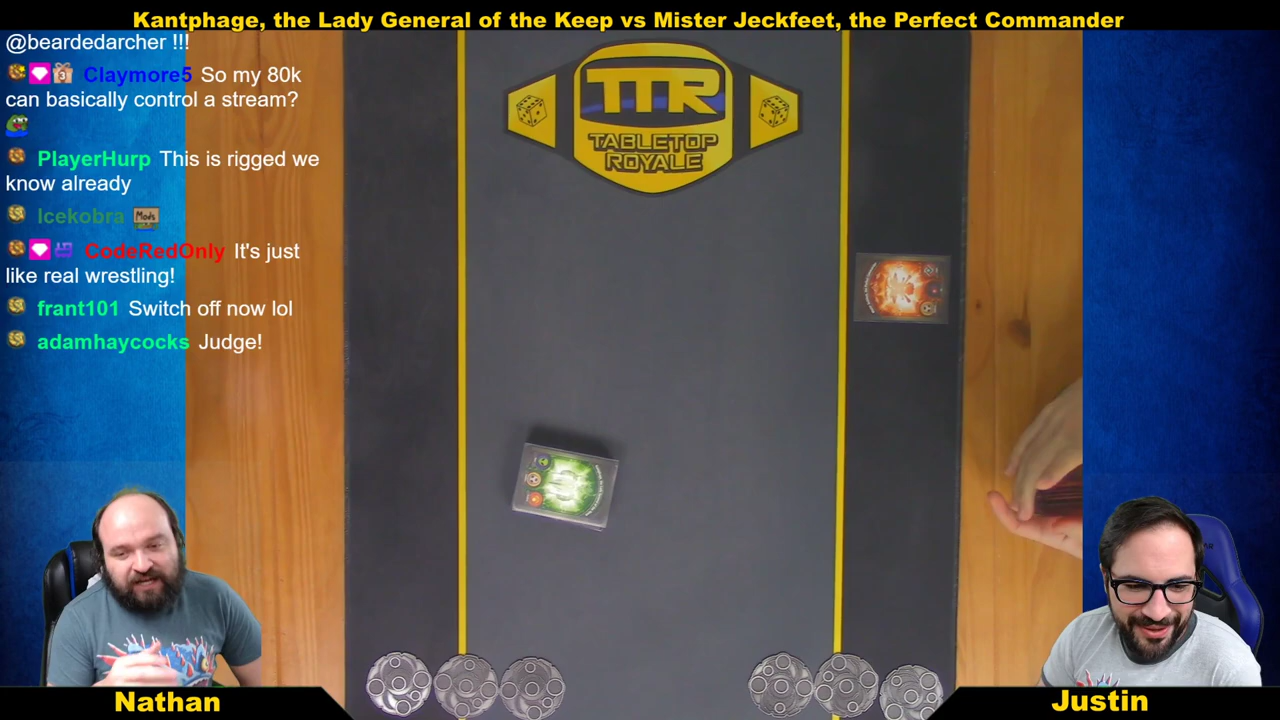 Kantphage, the Lady General of the Keep vs Mister Jeckfeet, the Perfect Commander
@beardedarcher !!!
Claymore5 So my 80k
can basically control a stream?
PlayerHurp This is rigged we
know already
Icekobra Mods
CodeRedOnly It's just
like real wrestling!
frant101 Switch off now lol
adamhaycocks Judge!
TTR
TABLETOP
ROYALE
3
Nathan
Justin